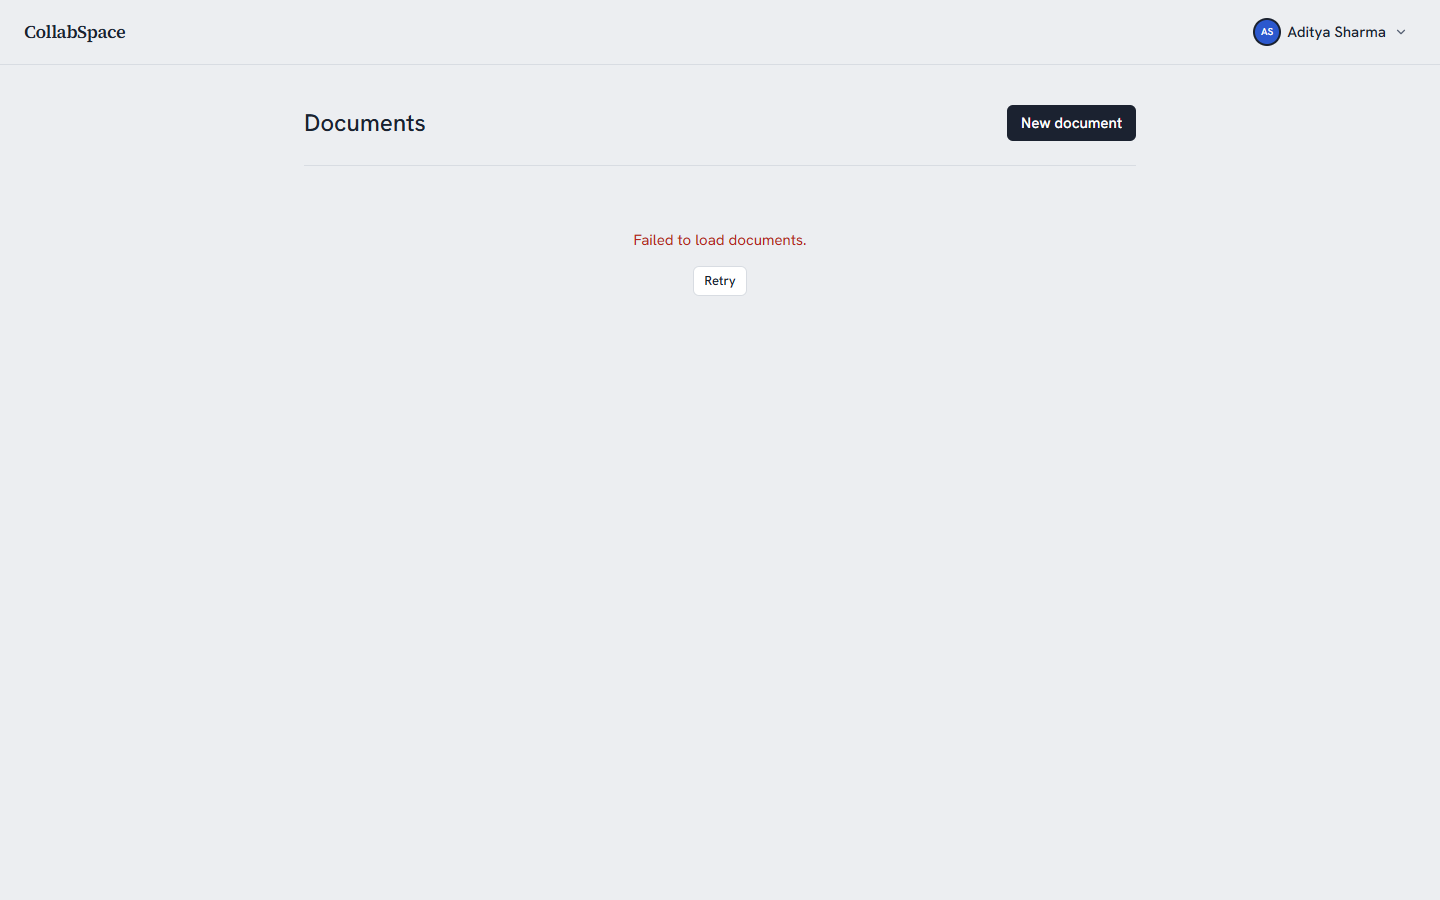 CollabSpace
AS Aditya Sharma
Documents
New document
Failed to load documents.
Retry